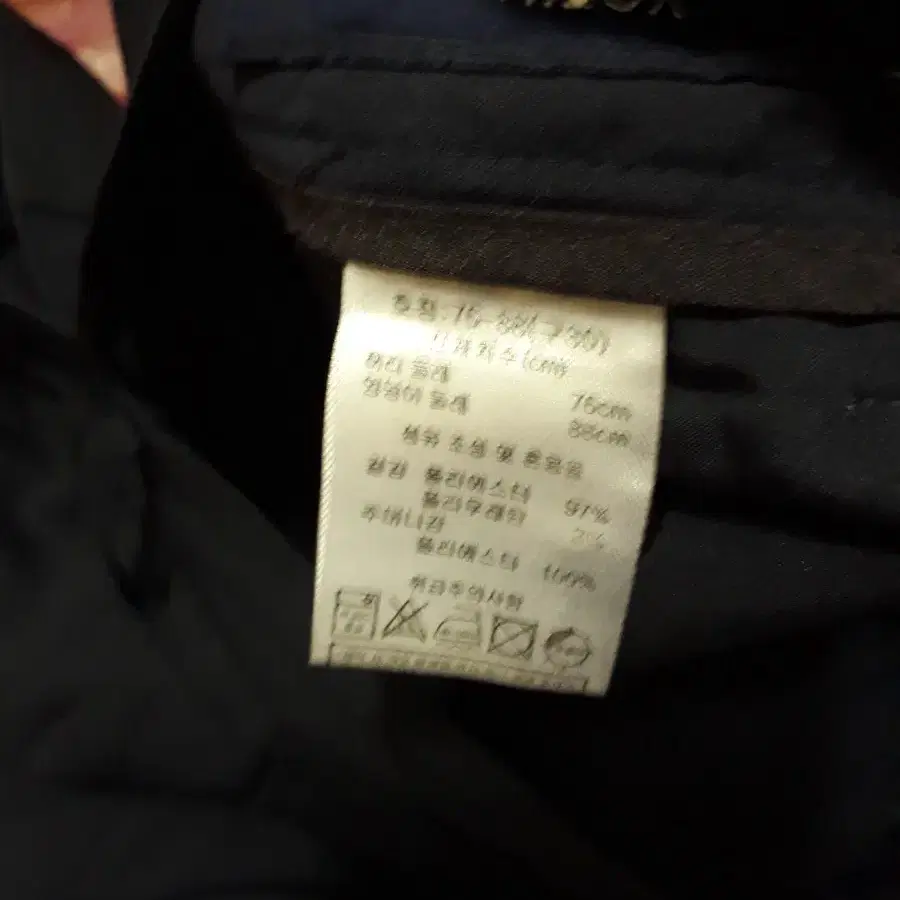 호칭:76-88(구30)
신체치수(cm)
허리 둘레 76cm
엉덩이 둘레 88cm
섬유 조성 및 혼용율
겉감 폴리에스터 97%
폴리우레탄 3%
주머니감
폴리에스터 100%
취급주의사항